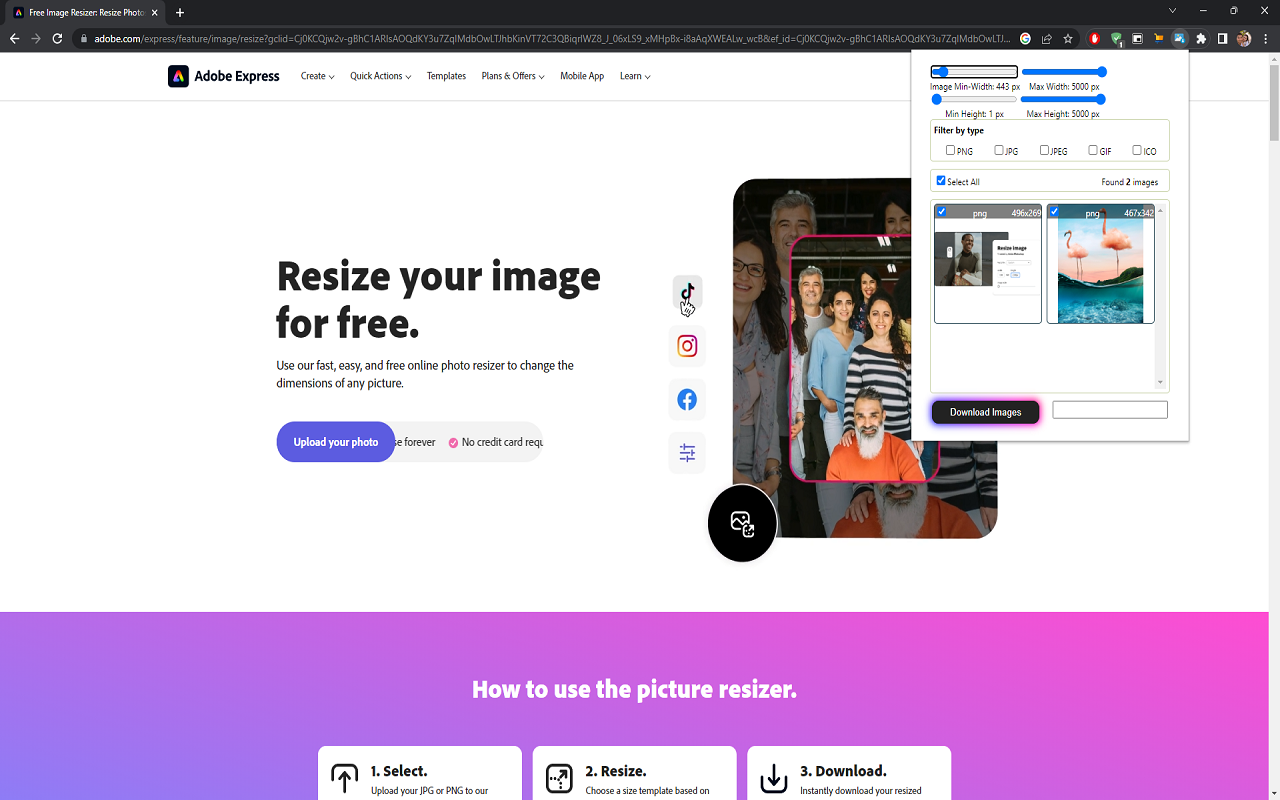 Free Image Resizer: Resize Photo
adobe.com/express/feature/image/resize?gclid=Cj0KCQjw2v-gBhC1ARIsAOQdKY3u7ZqlMdbOwLTJhbKinVT72C3QBiqrIWZ8_J_06xLS9_xMHpBx-i8aAqXWEALw_wcB&ef_id=Cj0KCQjw2v-gBhC1ARIsAOQdKY3u7ZqlMdbOwLTJ...
Adobe Express
Create
Quick Actions
Templates
Plans & Offers
Mobile App
Learn
Resize your image
for free.
Use our fast, easy, and free online photo resizer to change the
dimensions of any picture.
Upload your photo
se forever
No credit card requ
Image Min-Width: 443 px
Max Width: 5000 px
Min Height: 1 px
Max Height: 5000 px
Filter by type
PNG
JPG
JPEG
GIF
ICO
Select All
Found 2 images
png
496x269
png
467x342
Resize image
Download Images
How to use the picture resizer.
1. Select.
Upload your JPG or PNG to our
2. Resize.
Choose a size template based on
3. Download.
Instantly download your resized